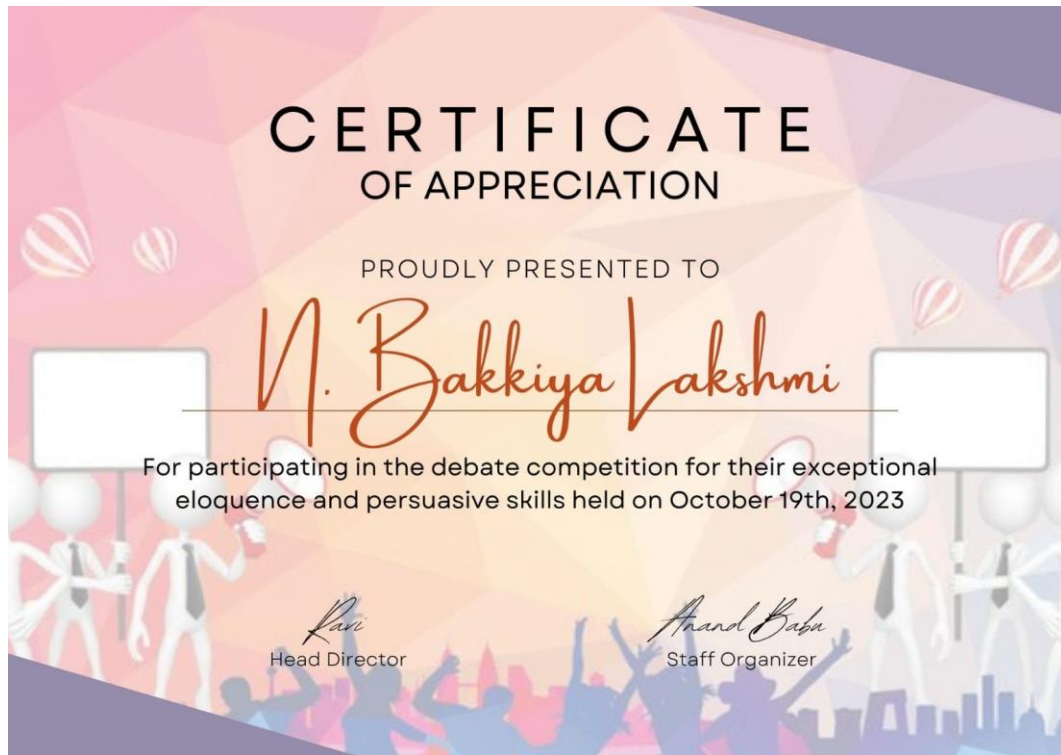 CERTIFICATE
OF APPRECIATION
PROUDLY PRESENTED TO
N. Bakkiya Lakshmi
For participating in the debate competition for their exceptional
eloquence and persuasive skills held on October 19th, 2023
Ravi
Head Director
Anand Babu
Staff Organizer